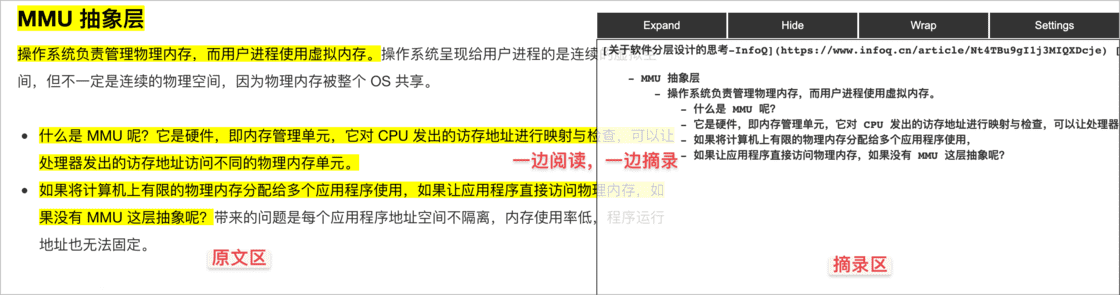 MMU 抽象层
操作系统负责管理物理内存，而用户进程使用虚拟内存。操作系统呈现给用户进程的是连续的虚拟空
间，但不一定是连续的物理空间，因为物理内存被整个 OS 共享。
什么是 MMU 呢？它是硬件，即内存管理单元，它对 CPU 发出的访存地址进行映射与检查，可以让
处理器发出的访存地址访问不同的物理内存单元。
如果将计算机上有限的物理内存分配给多个应用程序使用，如果让应用程序直接访问物理内存，如
果没有 MMU 这层抽象呢？带来的问题是每个应用程序地址空间不隔离，内存使用率低，程序运行
地址也无法固定。
原文区
一边阅读，一边摘录
Expand
Hide
Wrap
Settings
[关于软件分层设计的思考-InfoQ](https://www.infoq.cn/article/Nt4TBu9gI1j3MIQXDcje) [
- MMU 抽象层
- 操作系统负责管理物理内存，而用户进程使用虚拟内存。
- 什么是 MMU 呢？
- 它是硬件，即内存管理单元，它对 CPU 发出的访存地址进行映射与检查，可以让处理器
- 如果将计算机上有限的物理内存分配给多个应用程序使用，
- 如果让应用程序直接访问物理内存，如果没有 MMU 这层抽象呢？
摘录区